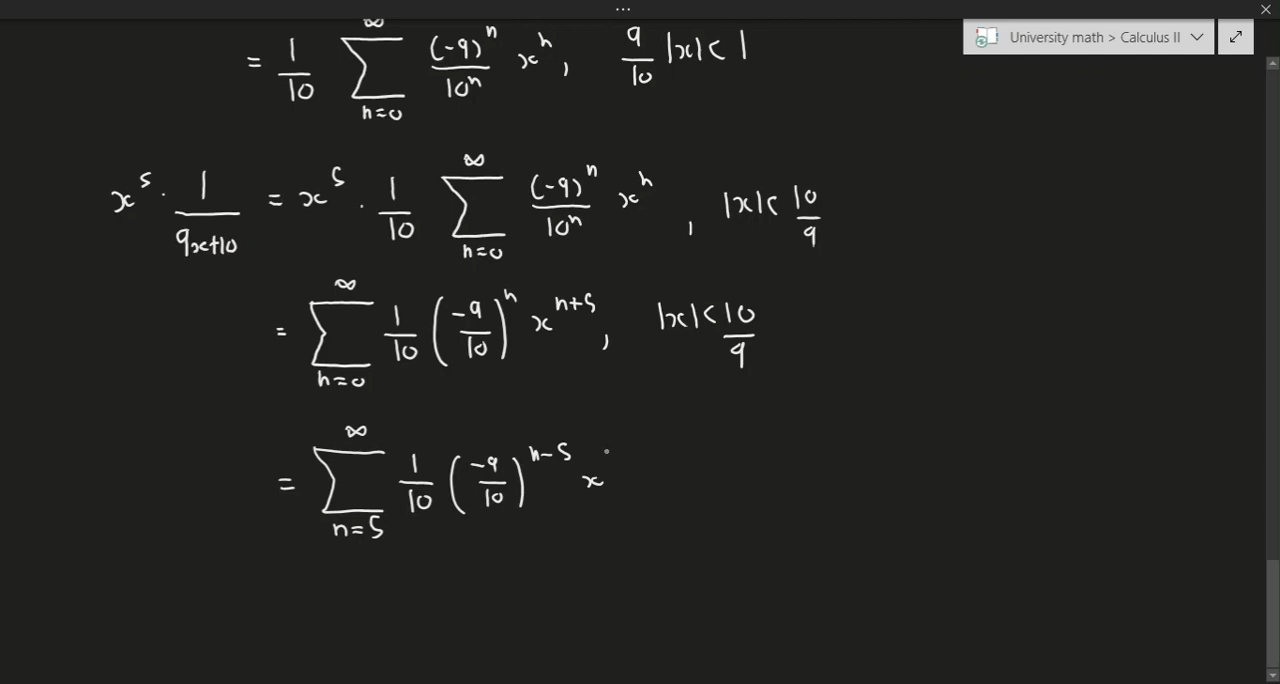 ...
University math > Calculus II
= 1/10 ∑_{n=0}^{∞} (-9)^n/10^n x^n, 9/10 |x| < 1
x^5 · 1/(9x+10) = x^5 · 1/10 ∑_{n=0}^{∞} (-9)^n/10^n x^n, |x| < 10/9
= ∑_{n=0}^{∞} 1/10 (-9/10)^n x^{n+5}, |x| < 10/9
= ∑_{n=5}^{∞} 1/10 (-9/10)^{n-5} x